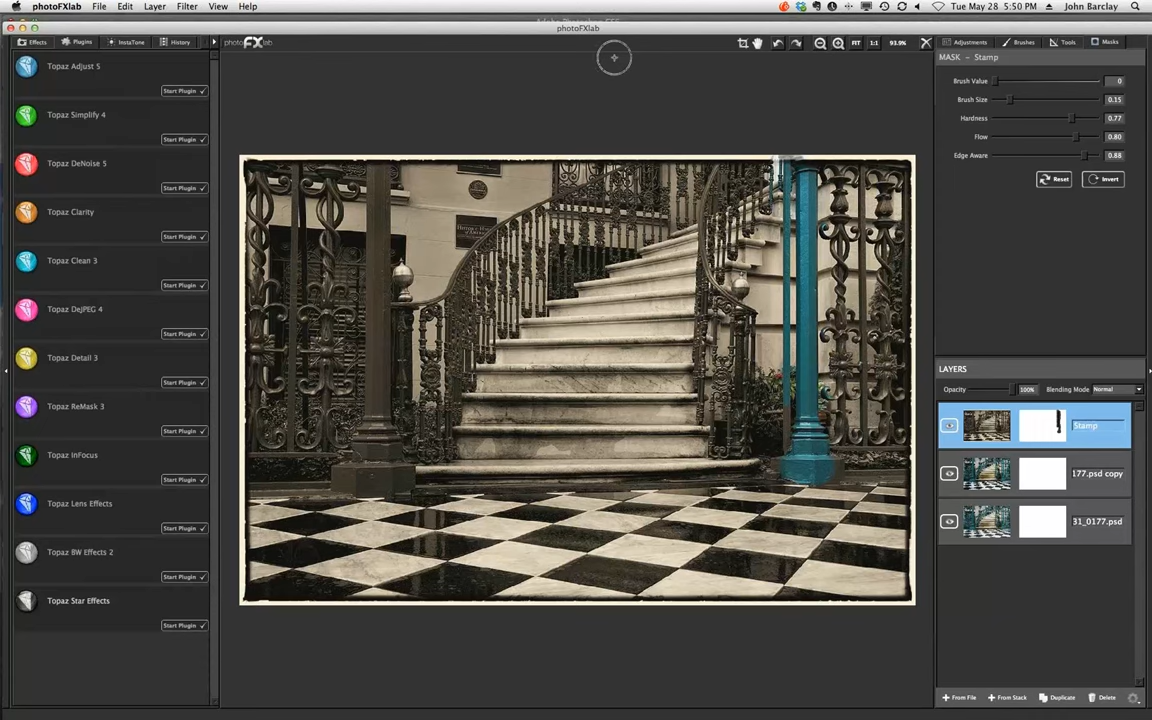 photoFXlab File Edit Layer Filter View Help Tue May 28 5:50 PM John Barclay
photoFXlab
Effects Plugins InstaTone History
photoFXlab
FIT 1:1 93.9%
Adjustments Brushes Tools Masks
MASK - Stamp
Brush Value 0
Brush Size 0.15
Hardness 0.77
Flow 0.80
Edge Aware 0.88
Reset Invert
Topaz Adjust 5
Start Plugin
Topaz Simplify 4
Start Plugin
Topaz DeNoise 5
Start Plugin
Topaz Clarity
Start Plugin
Topaz Clean 3
Start Plugin
Topaz DeJPEG 4
Start Plugin
Topaz Detail 3
Start Plugin
Topaz ReMask 3
Start Plugin
Topaz InFocus
Start Plugin
Topaz Lens Effects
Start Plugin
Topaz BW Effects 2
Start Plugin
Topaz Star Effects
Start Plugin
LAYERS
Opacity 100% Blending Mode Normal
Stamp
177.psd copy
31_0177.psd
From File From Stack Duplicate Delete